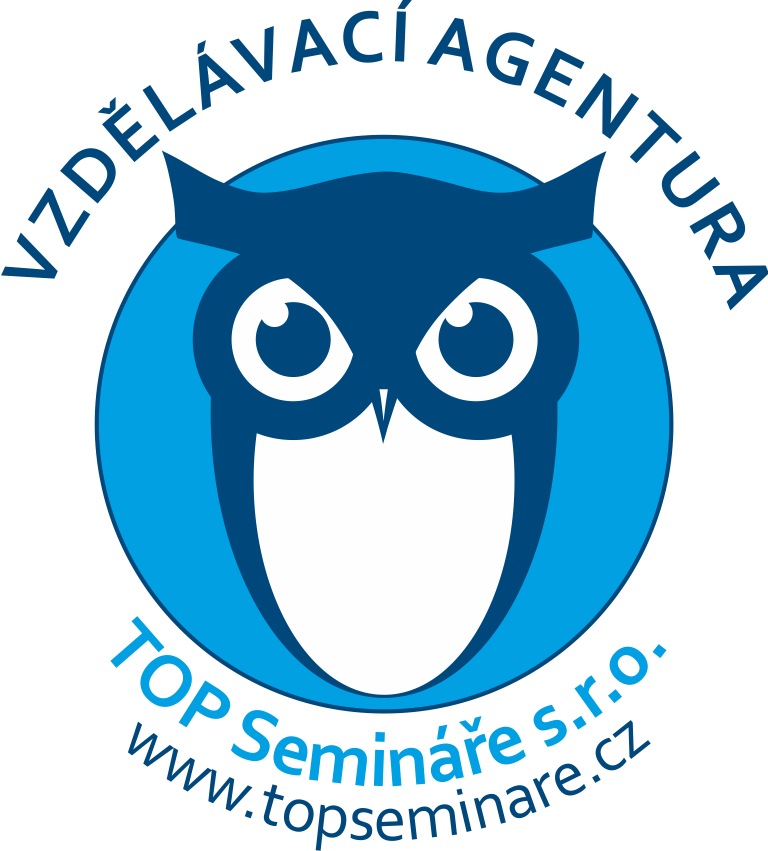 VZDĚLÁVACÍ AGENTURA
TOP Semináře s.r.o.
www.topseminare.cz